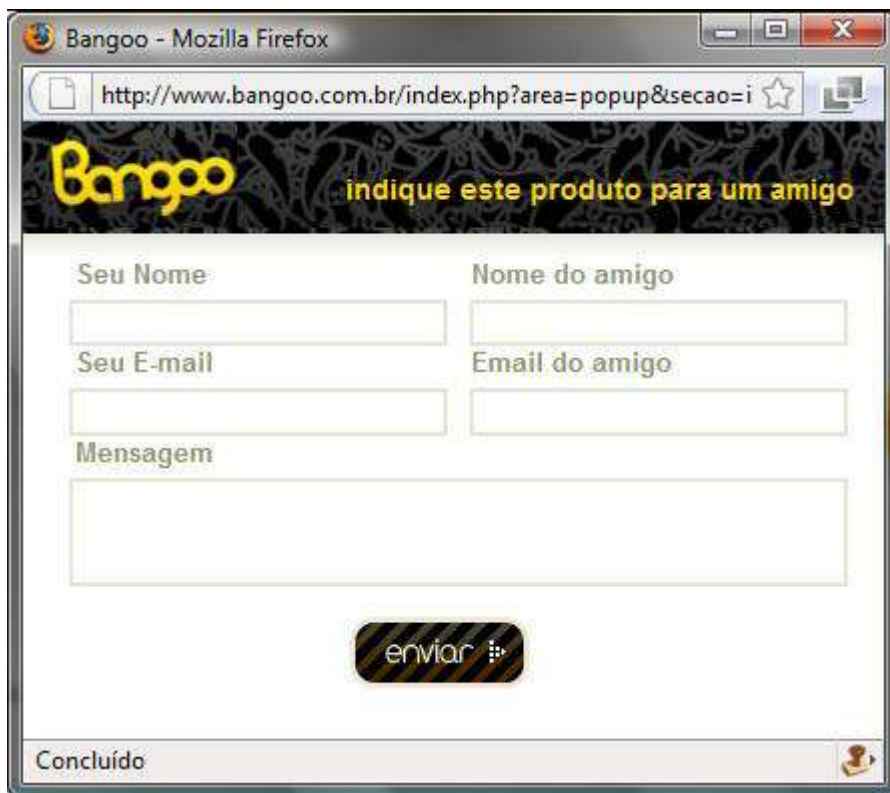 Bangoo - Mozilla Firefox
http://www.bangoo.com.br/index.php?area=popup&secao=i
Bangoo
indique este produto para um amigo
Seu Nome
Nome do amigo
Seu E-mail
Email do amigo
Mensagem
enviar
Concluído